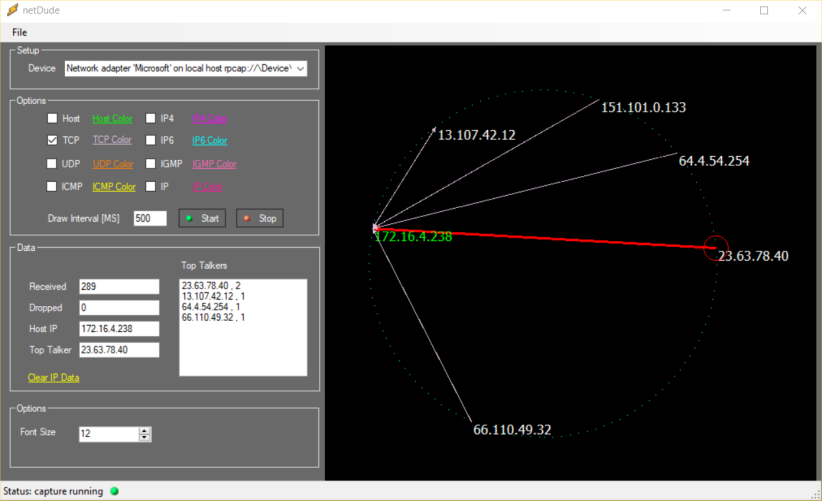 netDude
File
Setup
Device Network adapter 'Microsoft' on local host rpcap://\Device\
Options
Host Host Color IP4 IP4 Color
TCP TCP Color IP6 IP6 Color
UDP UDP Color IGMP IGMP Color
ICMP ICMP Color IP IP Color
Draw Interval [MS] 500 Start Stop
Data
Top Talkers
Received 289
Dropped 0
Host IP 172.16.4.238
Top Talker 23.63.78.40
23.63.78.40 , 2
13.107.42.12 , 1
64.4.54.254 , 1
66.110.49.32 , 1
Clear IP Data
Options
Font Size 12
151.101.0.133
13.107.42.12
64.4.54.254
172.16.4.238
23.63.78.40
66.110.49.32
Status: capture running